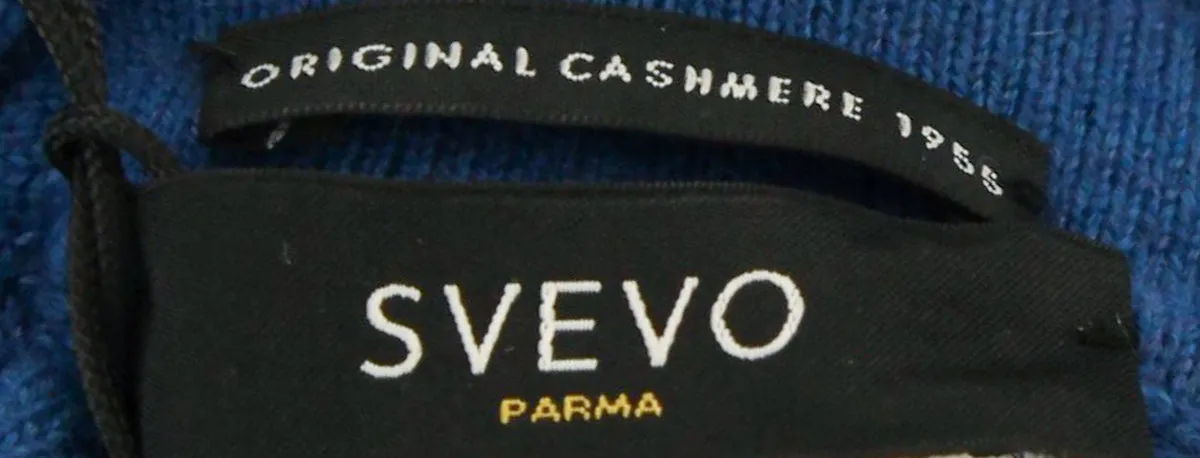 ORIGINAL CASHMERE 1955
SVEVO
PARMA